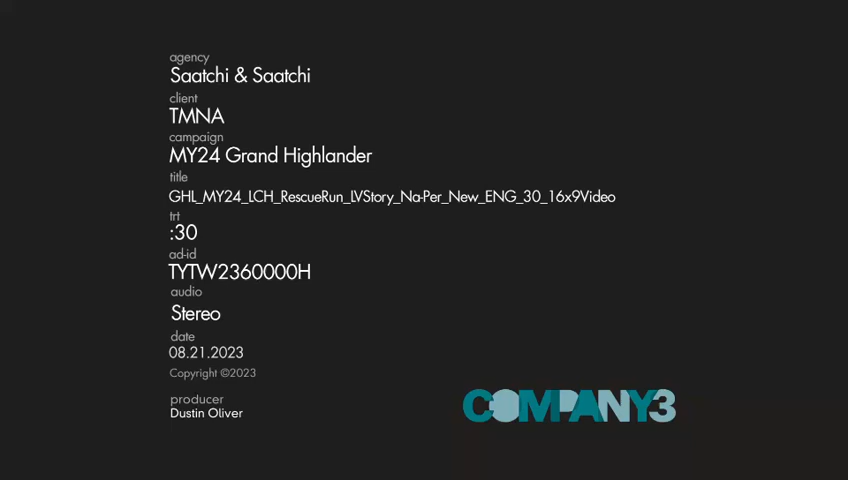 agency
Saatchi & Saatchi
client
TMNA
campaign
MY24 Grand Highlander
title
GHL_MY24_LCH_RescueRun_LVStory_Na-Per_New_ENG_30_16x9Video
trt
:30
ad-id
TYTW2360000H
audio
Stereo
date
08.21.2023
Copyright ©2023
producer
Dustin Oliver
COMPANY3